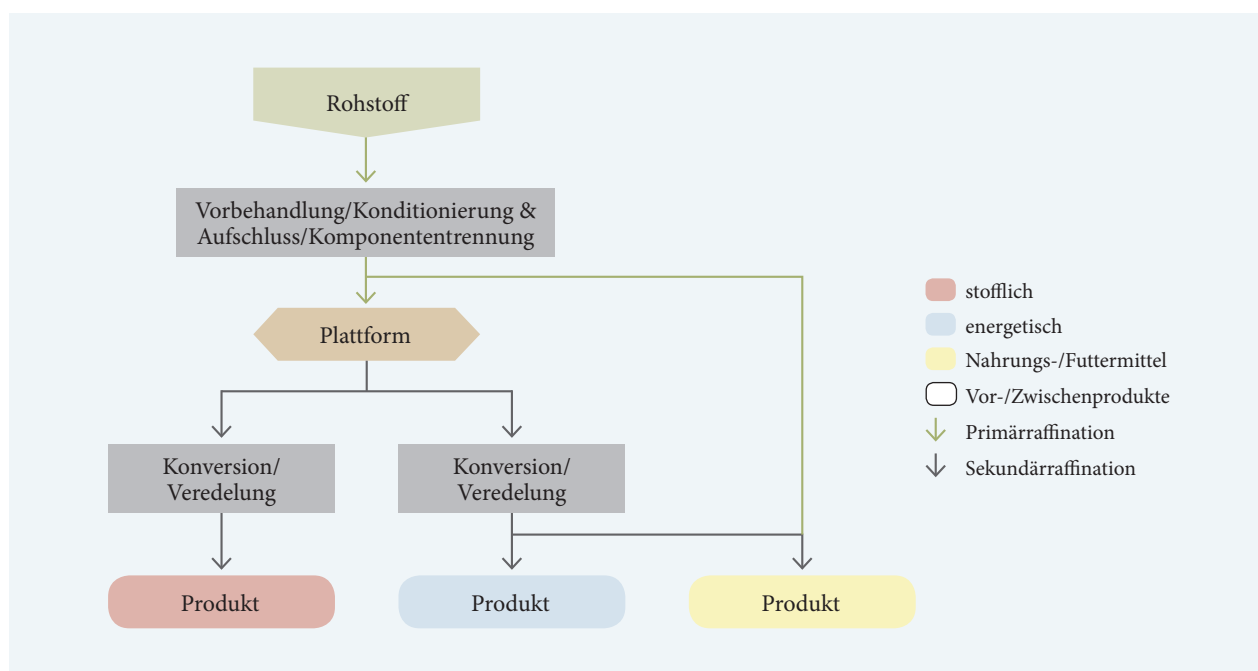 Rohstoff
Vorbehandlung/Konditionierung &
Aufschluss/Komponententrennung
Plattform
Konversion/
Veredelung
Konversion/
Veredelung
Produkt
Produkt
Produkt
stofflich
energetisch
Nahrungs-/Futtermittel
Vor-/Zwischenprodukte
Primärraffination
Sekundärraffination